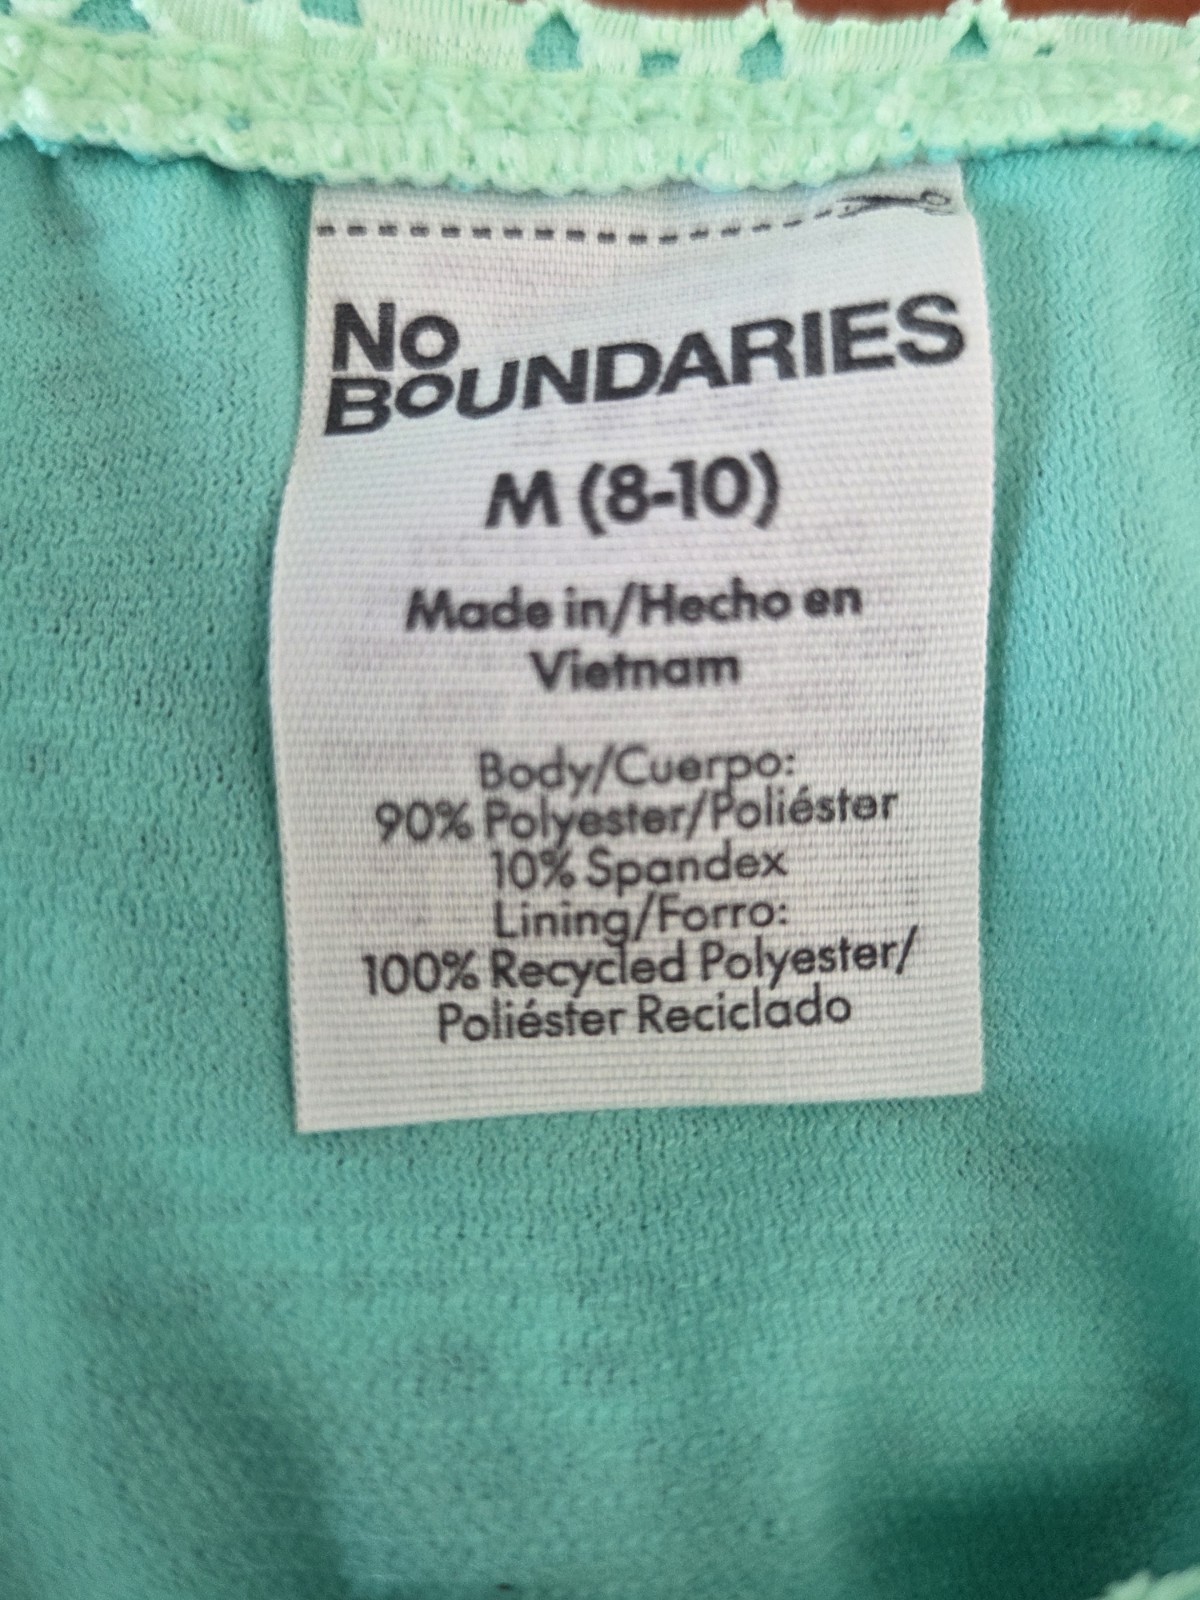 No
BOUNDARIES
M (8-10)
Made in/Hecho en
Vietnam
Body/Cuerpo:
90% Polyester/Poliéster
10% Spandex
Lining/Forro:
100% Recycled Polyester/
Poliéster Reciclado